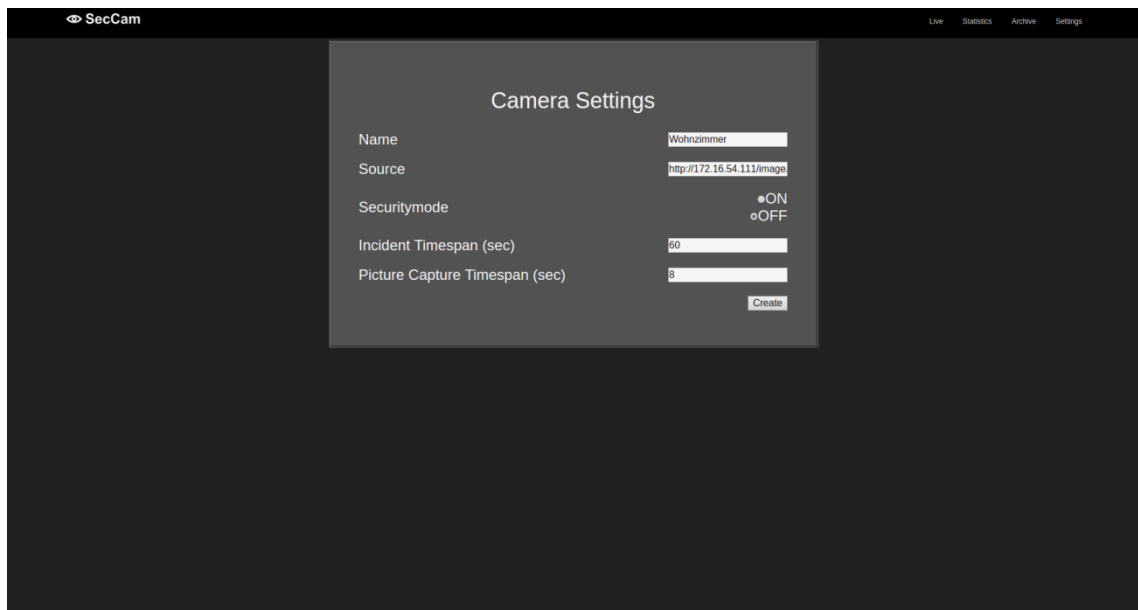 SecCam
Live Statistics Archive Settings
Camera Settings
Name Wohnzimmer
Source http://172.16.54.111/image.
Securitymode ON
OFF
Incident Timespan (sec) 60
Picture Capture Timespan (sec) 8
Create